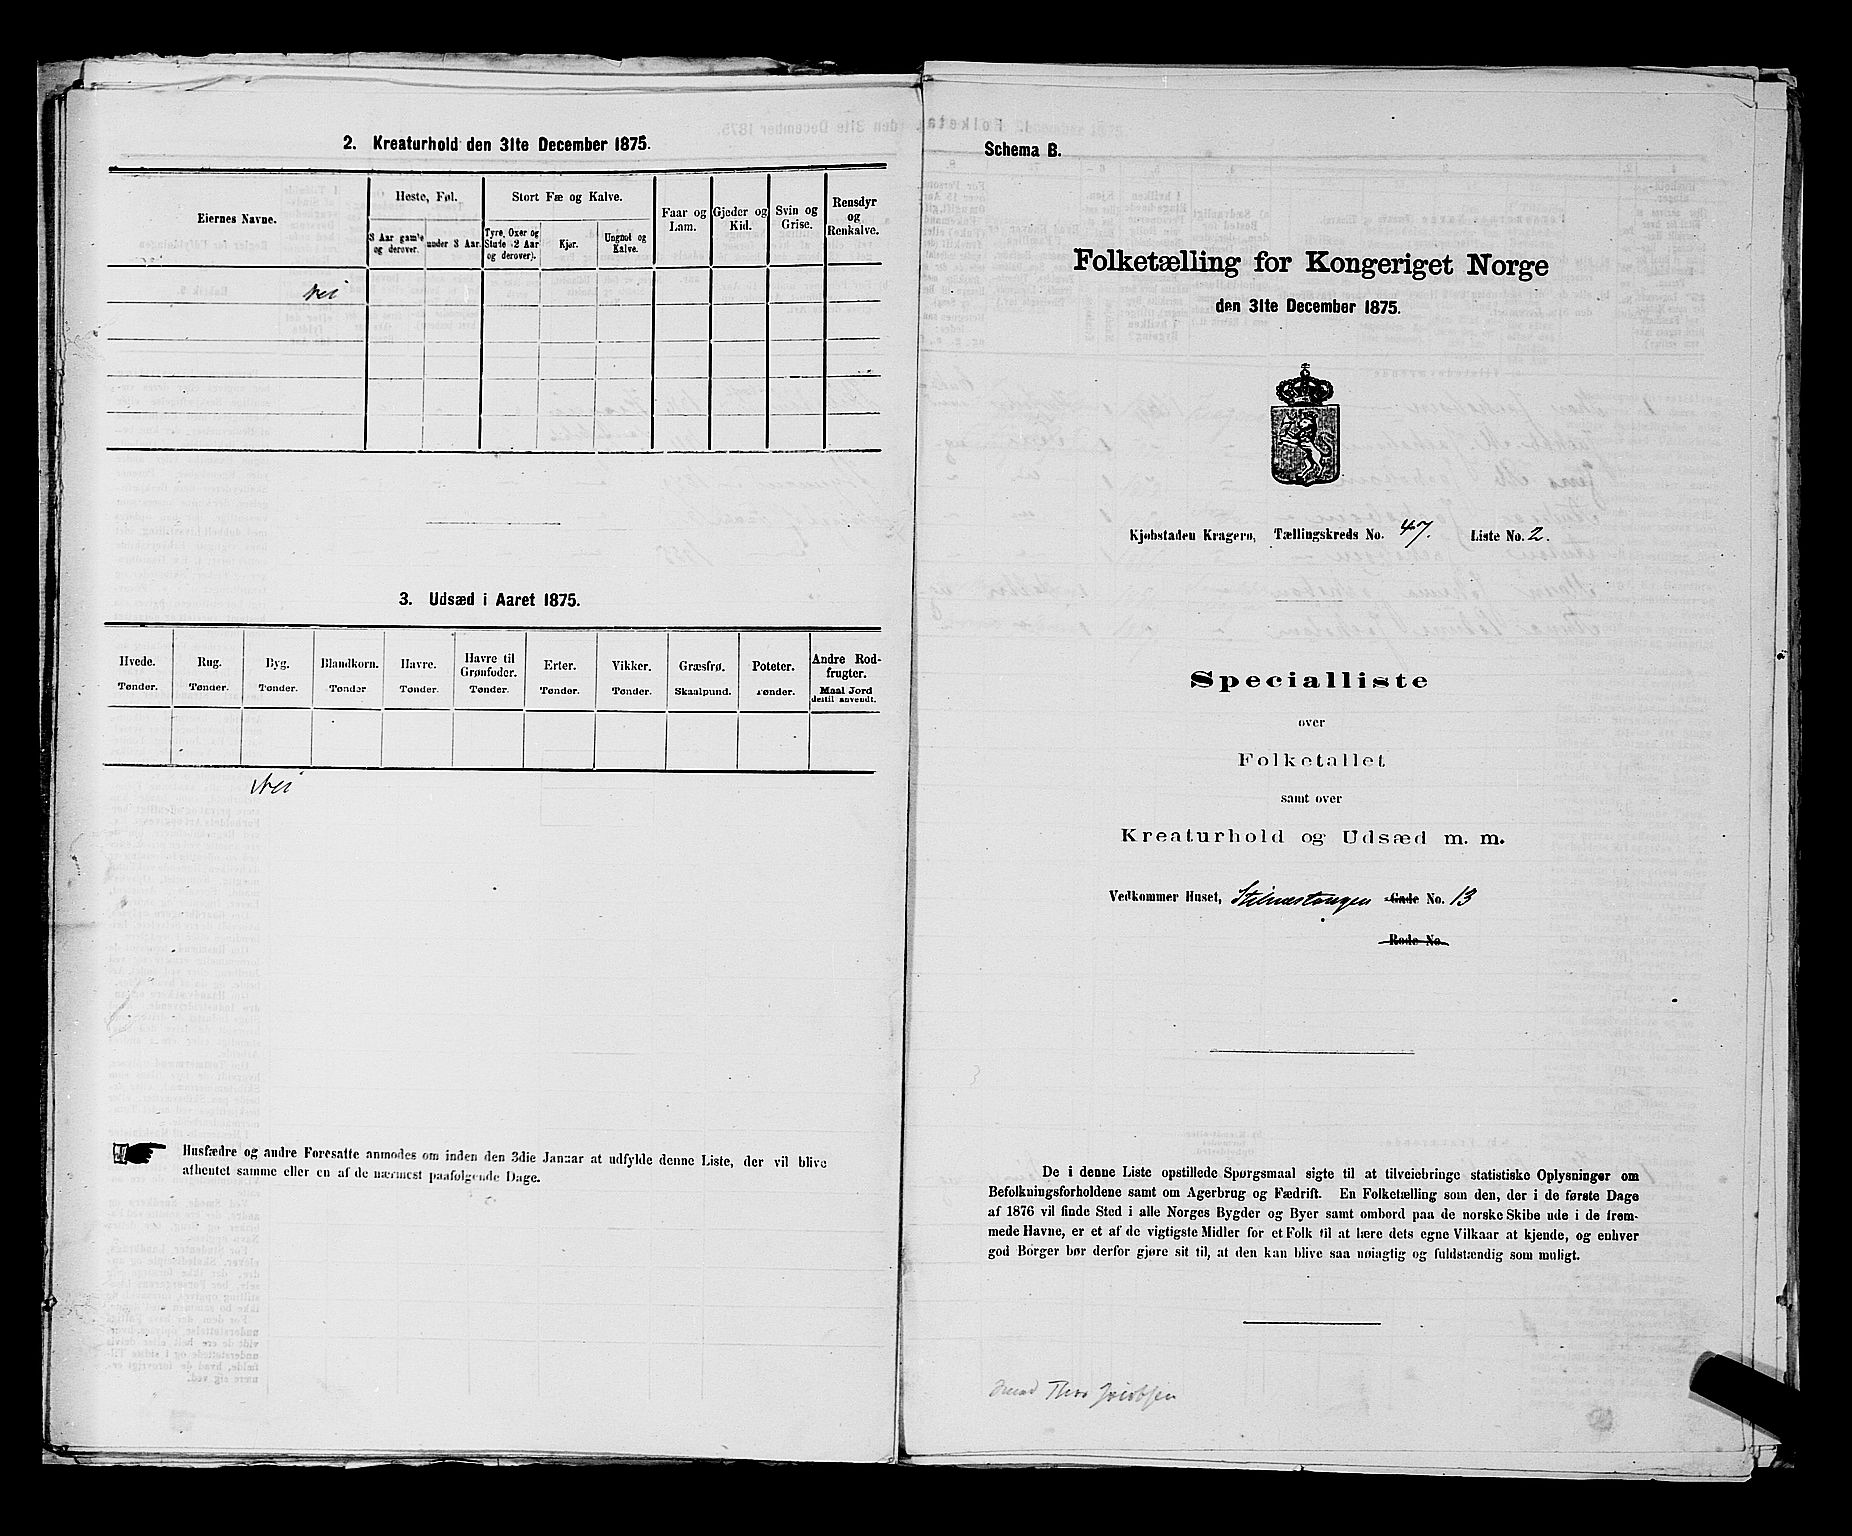 2. Kreaturhold den 31te December 1875.
Eiernes Navne.
Heste, Føl.
Stort Fæ og Kalve.
Faar og Lam.
Gjeder og Kid.
Svin og Grise.
Rensdyr og Renkalve.
3 Aar gam'e og derover.
under 3 Aar.
Tyre, Oxer og Stude (2 Aar og derover).
Kjør.
Ungnøt og Kalve.
Nei
3. Udsæd i Aaret 1875.
Hvede. Tønder.
Rug. Tønder.
Byg. Tønder.
Blandkorn. Tønder
Havre. Tønder.
Havre til Grønfoder. Tønder.
Erter. Tønder.
Vikker. Tønder.
Græsfrø. Skaalpund.
Poteter. Tønder.
Andre Rodfrugter. Maal Jord dertil anvendt.
Nei
Husfædre og andre Foresatte anmodes om inden den 3die Januar at udfylde denne Liste, der vil blive
afhentet samme eller en af de nærmest paafølgende Dage.
Schema B.
Folketælling for Kongeriget Norge
den 31te December 1875.
Kjøbstaden Kragerø, Tællingskreds No. 47. Liste No. 2.
Specialliste
over
Folketallet
samt over
Kreaturhold og Udsæd m. m.
Vedkommer Huset, Stilnæstangen Gade No. 13
Rode No.
De i denne Liste opstillede Spørgsmaal sigte til at tilveiebringe statistiske Oplysninger om
Befolkningsforholdene samt om Agerbrug og Fædrift. En Folketælling som den, der i de første Dage
af 1876 vil finde Sted i alle Norges Bygder og Byer samt ombord paa de norske Skibe ude i de frem-
mede Havne, er et af de vigtigste Midler for et Folk til at lære dets egne Vilkaar at kjende, og enhver
god Borger bør derfor gjøre sit til, at den kan blive saa nøiagtig og fuldstændig som muligt.
Jacobsen